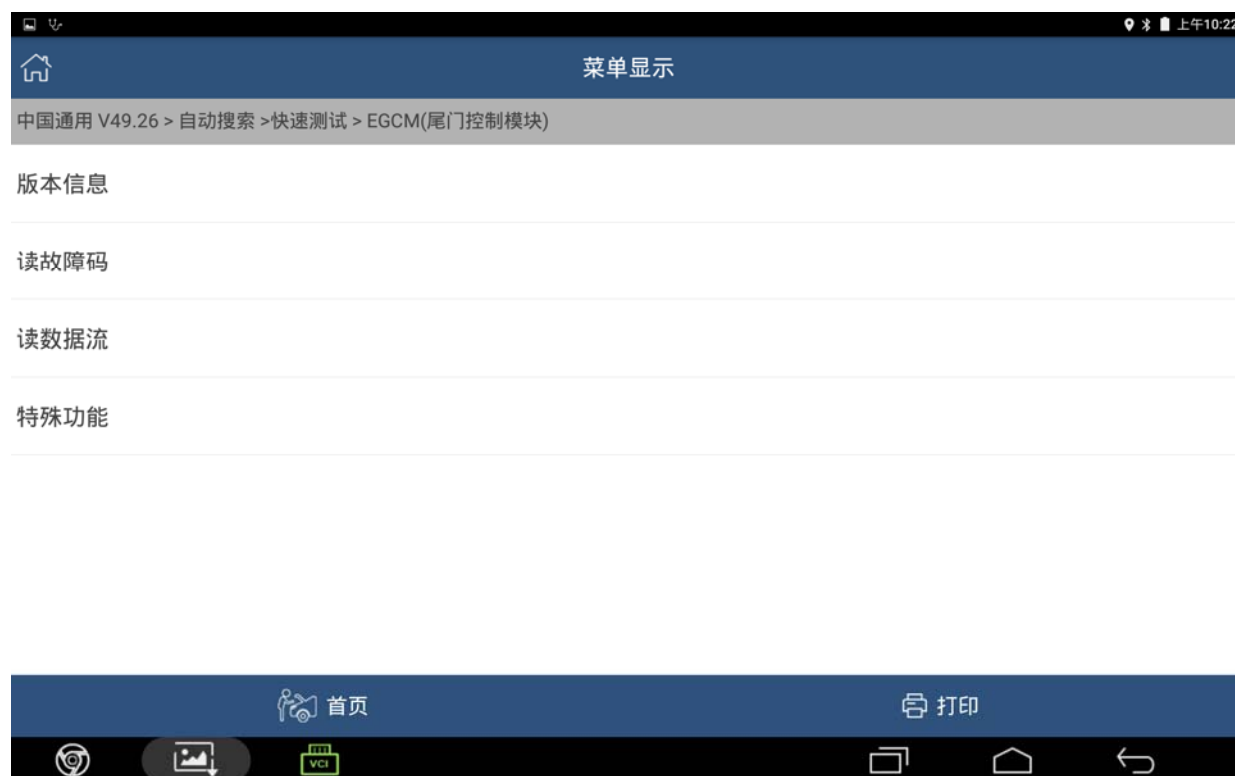 上午10:22
菜单显示
中国通用 V49.26 > 自动搜索 >快速测试 > EGCM(尾门控制模块)
版本信息
读故障码
读数据流
特殊功能
首页
打印
VCI